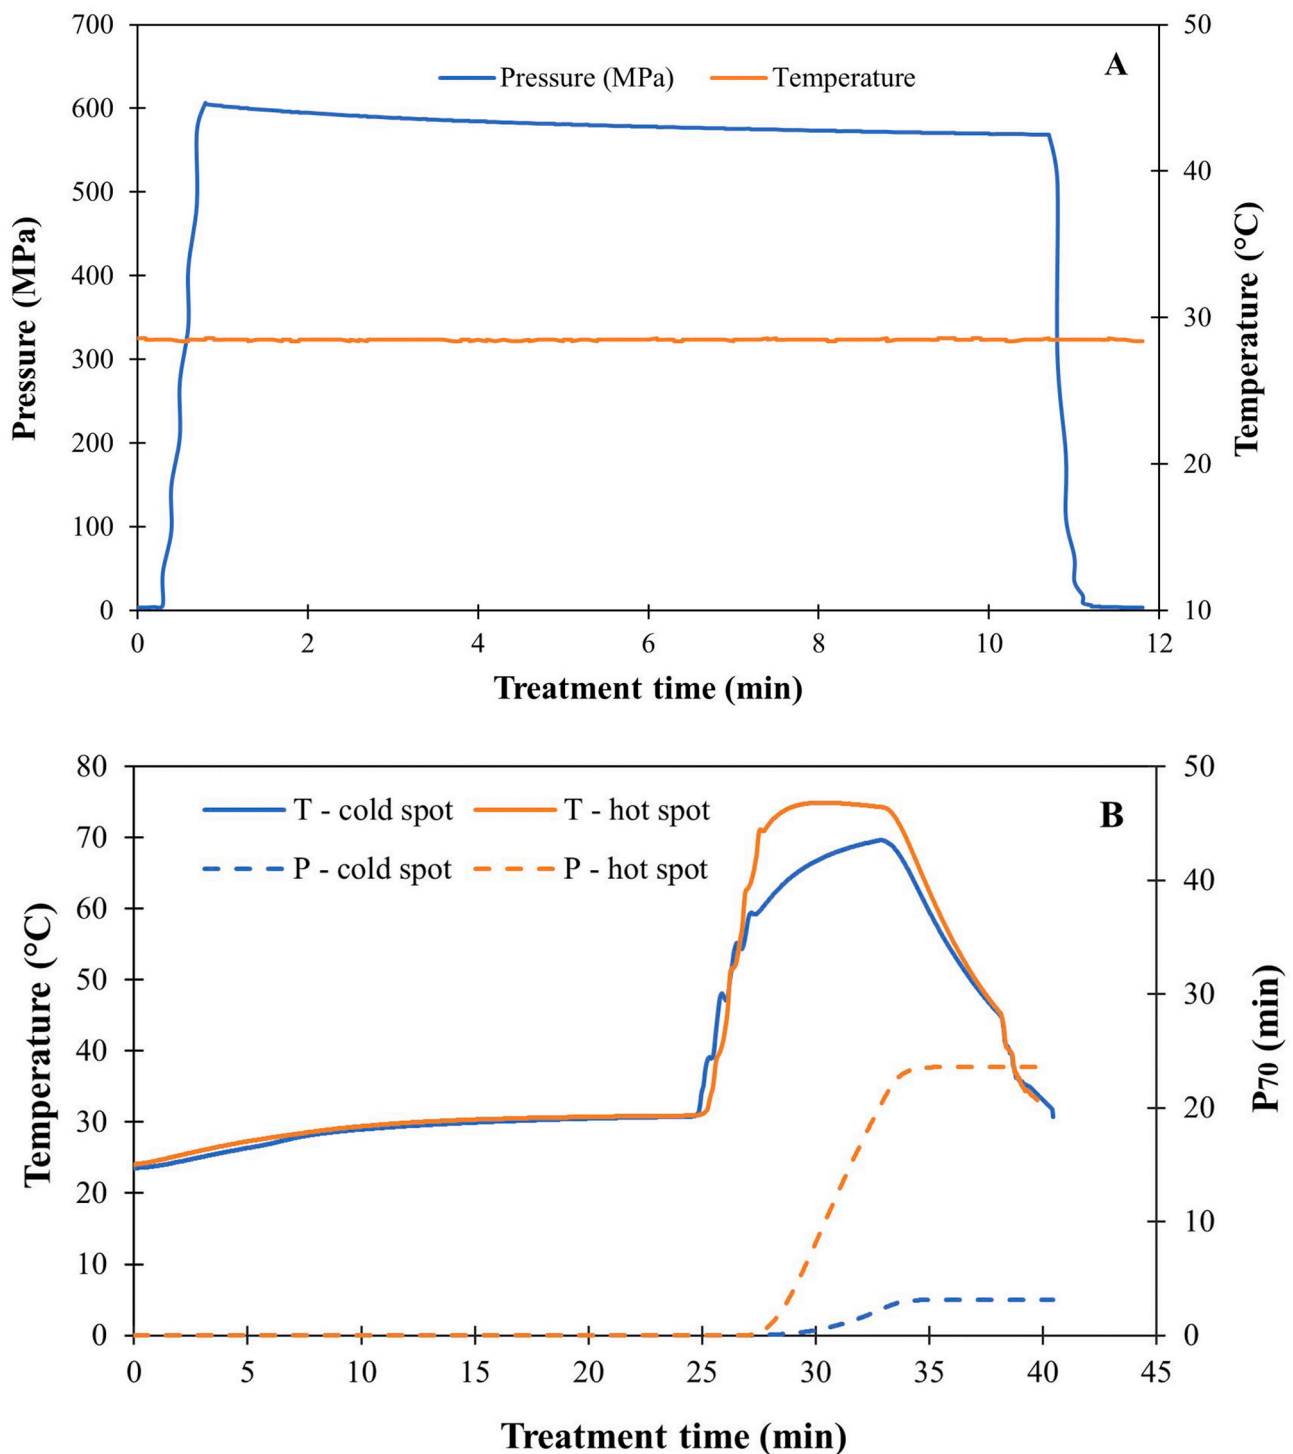 A
Pressure (MPa) Temperature
700
600
500
400
300
200
100
0
Pressure (MPa)
50
40
30
20
10
Temperature (°C)
0 2 4 6 8 10 12
Treatment time (min)
B
T - cold spot T - hot spot
P - cold spot P - hot spot
80
70
60
50
40
30
20
10
0
Temperature (°C)
50
40
30
20
10
0
P70 (min)
0 5 10 15 20 25 30 35 40 45
Treatment time (min)